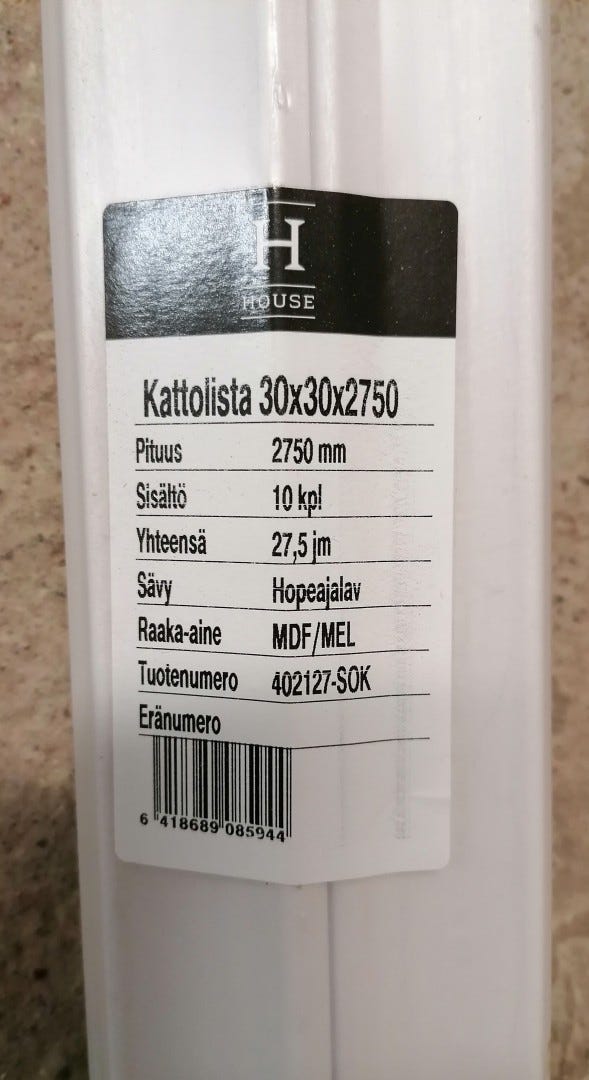 H
HOUSE
Kattolista 30x30x2750
Pituus 2750 mm
Sisältö 10 kpl
Yhteensä 27,5 jm
Sävy Hopeajalav
Raaka-aine MDF/MEL
Tuotenumero 402127-SOK
Eränumero
6 418689 085944